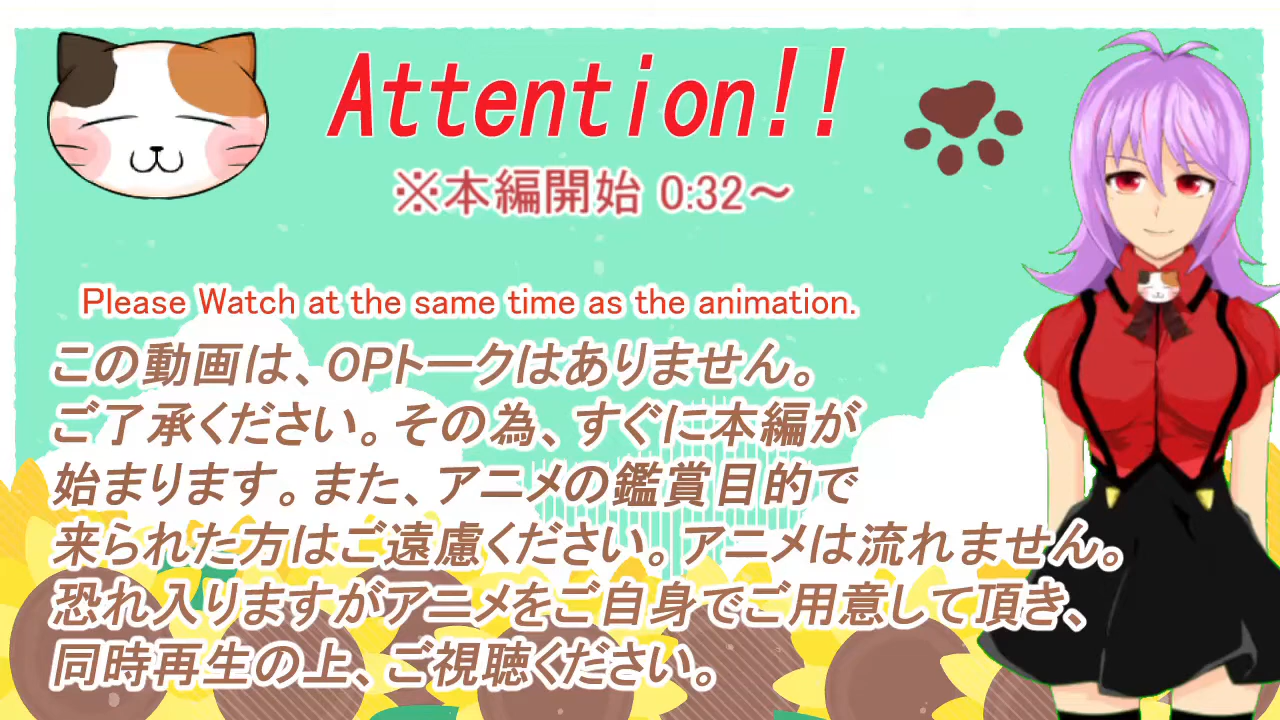 Attention!!
※本編開始 0:32～
Please Watch at the same time as the animation.
この動画は、OPトークはありません。
ご了承ください。その為、すぐに本編が
始まります。また、アニメの鑑賞目的で
来られた方はご遠慮ください。アニメは流れません。
恐れ入りますがアニメをご自身でご用意して頂き、
同時再生の上、ご視聴ください。